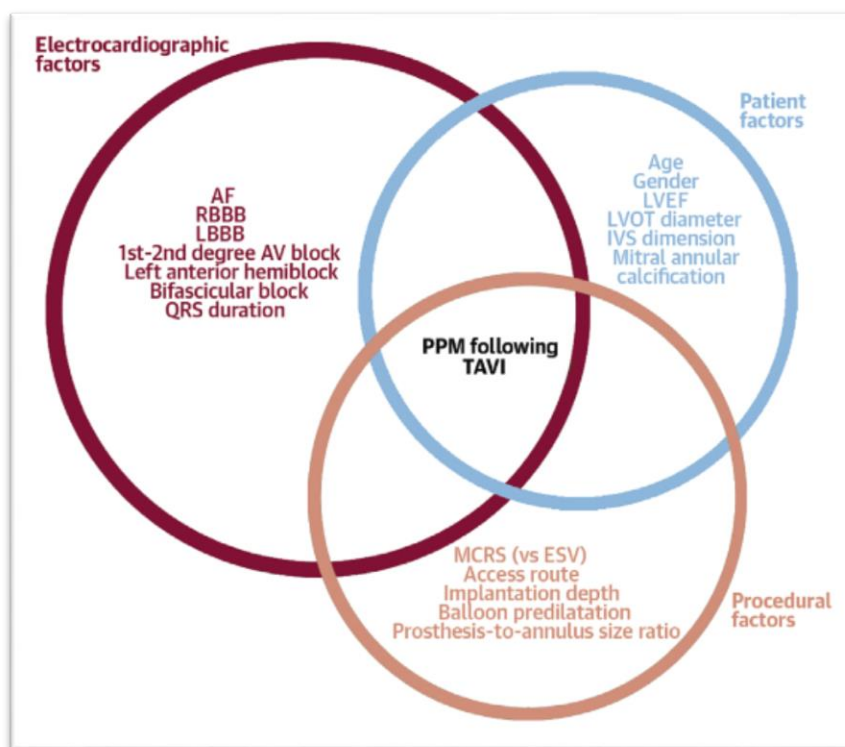 Electrocardiographic
factors
AF
RBBB
LBBB
1st-2nd degree AV block
Left anterior hemiblock
Bifascicular block
QRS duration
Patient
factors
Age
Gender
LVEF
LVOT diameter
IVS dimension
Mitral annular
calcification
PPM following
TAVI
MCRS (vs ESV)
Access route
Implantation depth
Balloon predilatation
Prosthesis-to-annulus size ratio
Procedural
factors